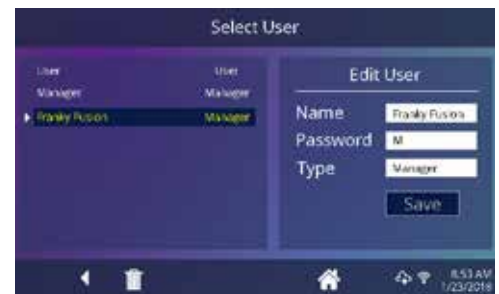 Select User
User User
Manager Manager
Franky Fusion Manager
Edit User
Name Franky Fusion
Password M
Type Manager
Save
8:53 AM
1/23/2018